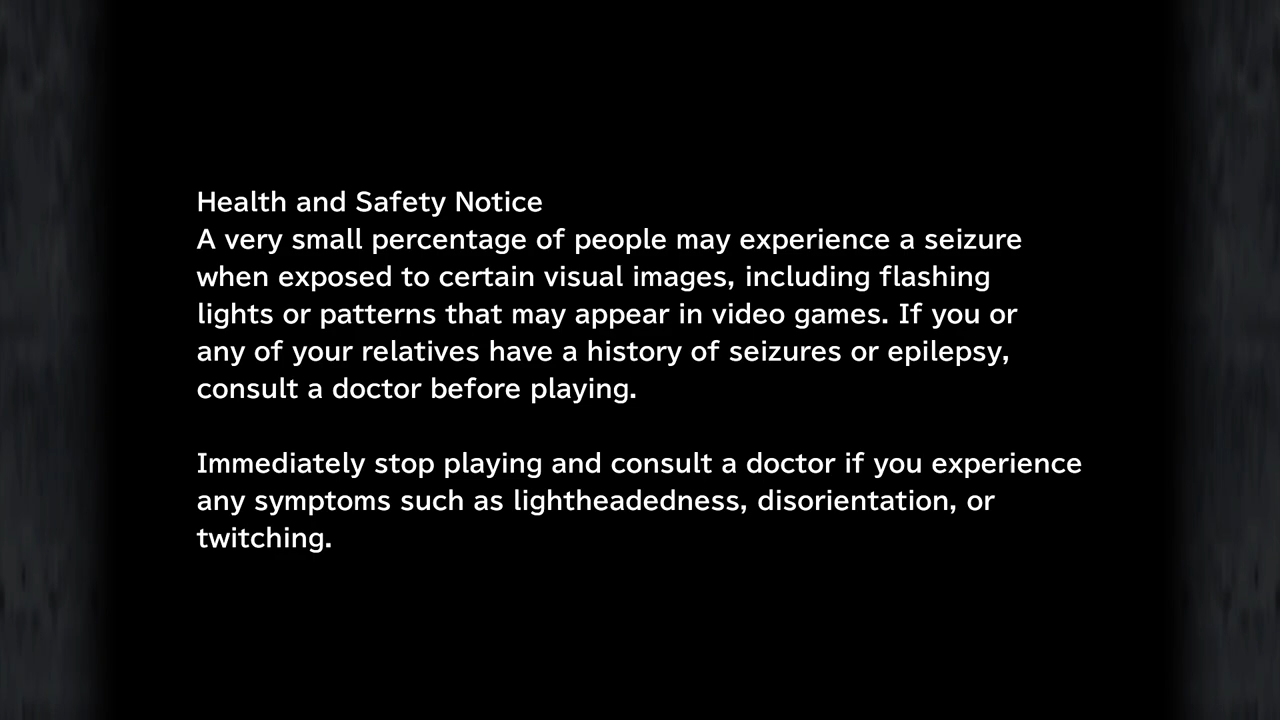 Health and Safety Notice
A very small percentage of people may experience a seizure
when exposed to certain visual images, including flashing
lights or patterns that may appear in video games. If you or
any of your relatives have a history of seizures or epilepsy,
consult a doctor before playing.
Immediately stop playing and consult a doctor if you experience
any symptoms such as lightheadedness, disorientation, or
twitching.